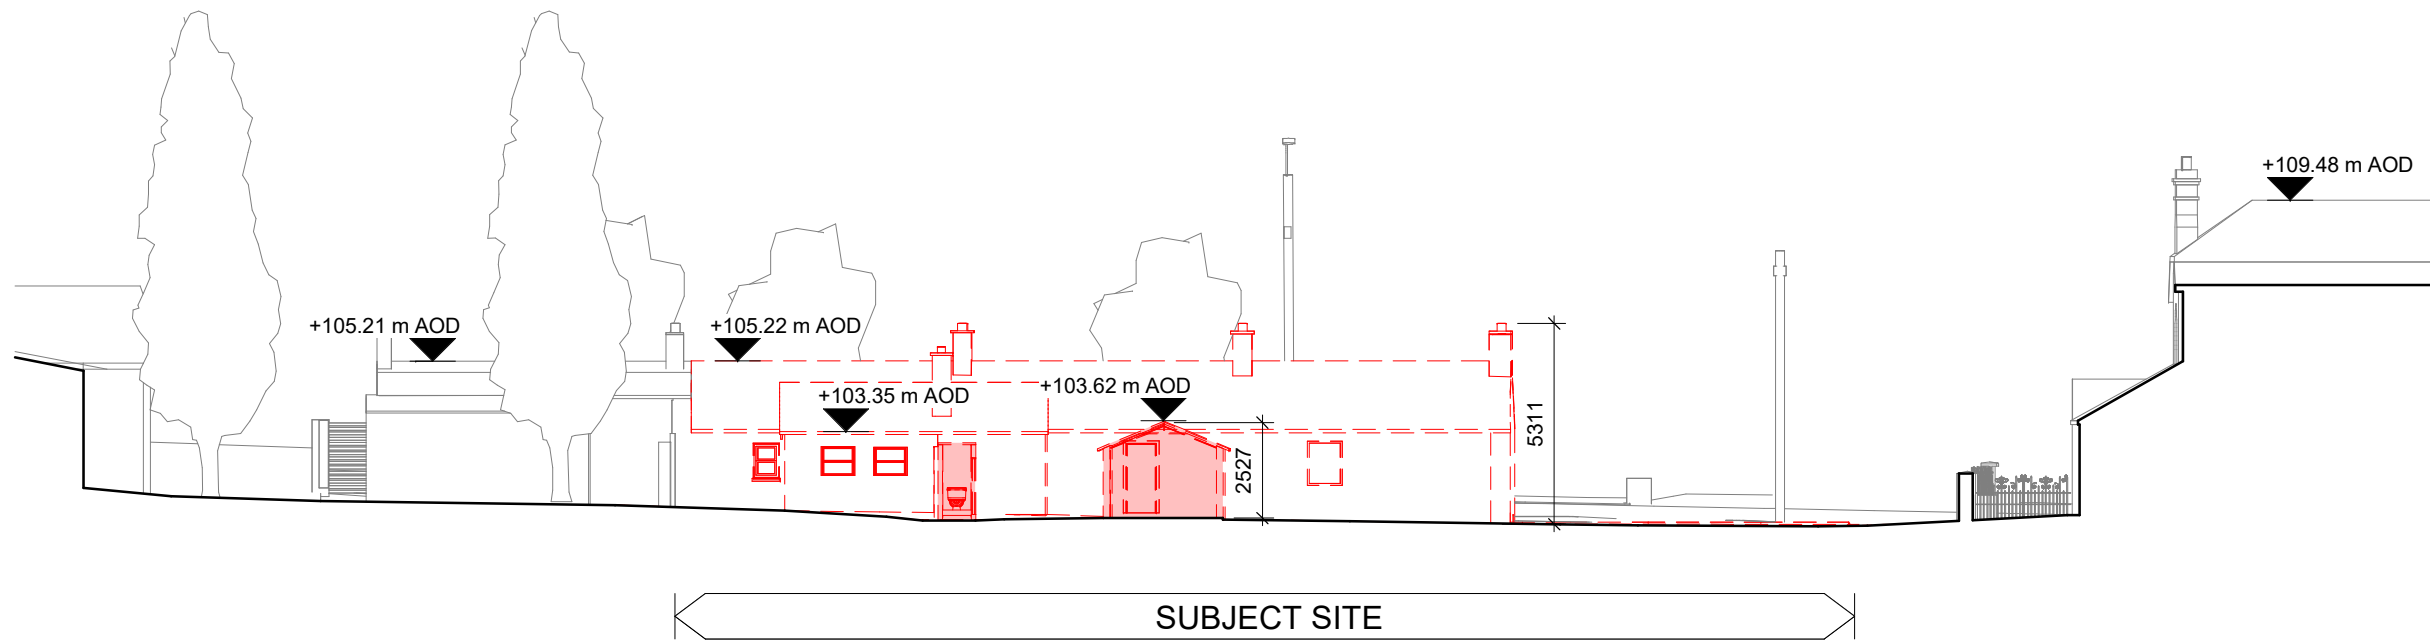 +109.48 m AOD
+105.21 m AOD
+105.22 m AOD
+103.35 m AOD
+103.62 m AOD
5311
2527
SUBJECT SITE